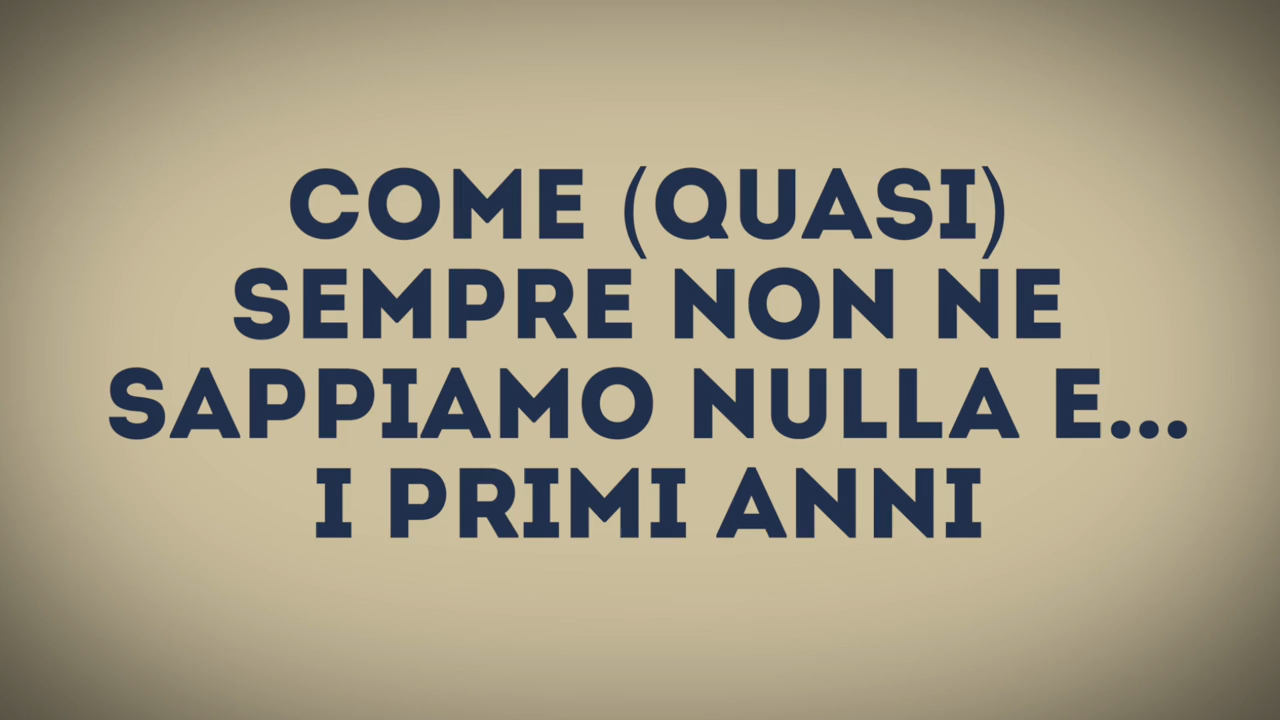 COME (QUASI)
SEMPRE NON NE
SAPPIAMO NULLA E...
I PRIMI ANNI